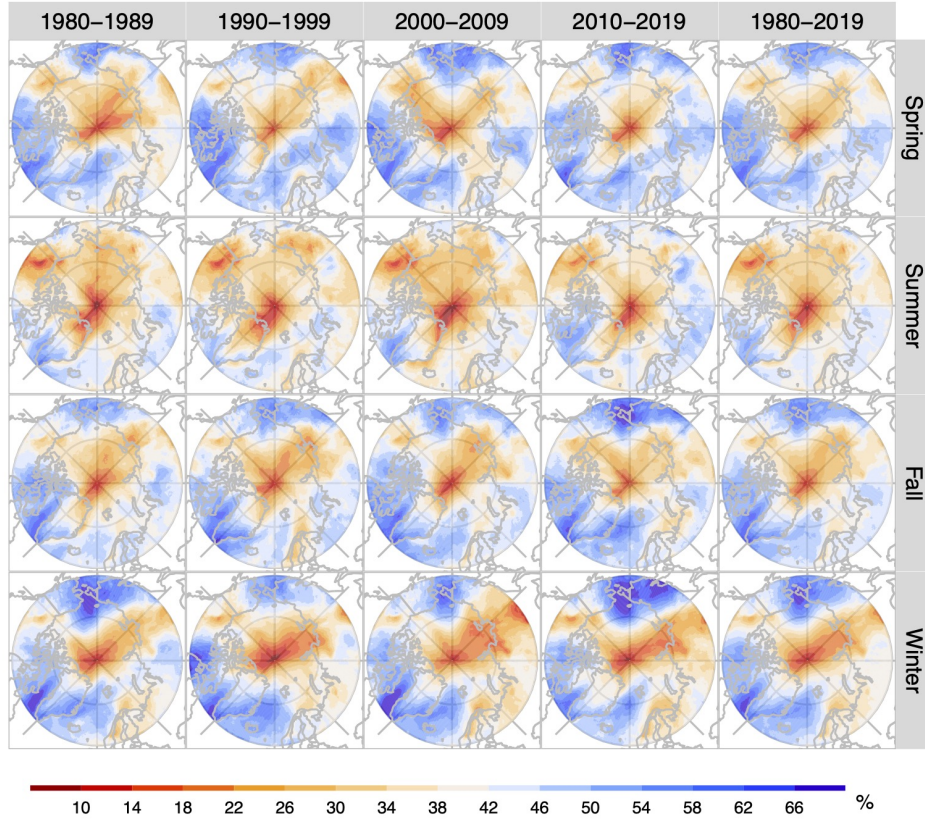 1980−1989 1990−1999 2000−2009 2010−2019 1980−2019
Spring
Summer
Fall
Winter
10 14 18 22 26 30 34 38 42 46 50 54 58 62 66 %